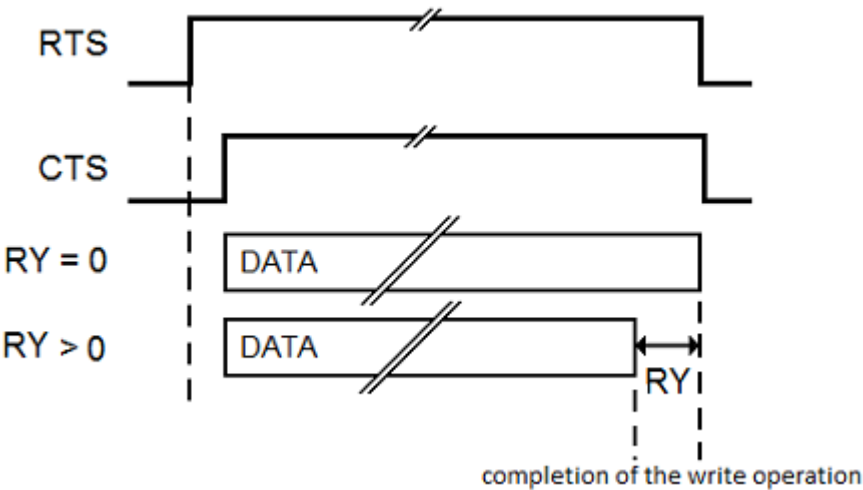 RTS
CTS
RY = 0
DATA
RY > 0
DATA
RY
completion of the write operation